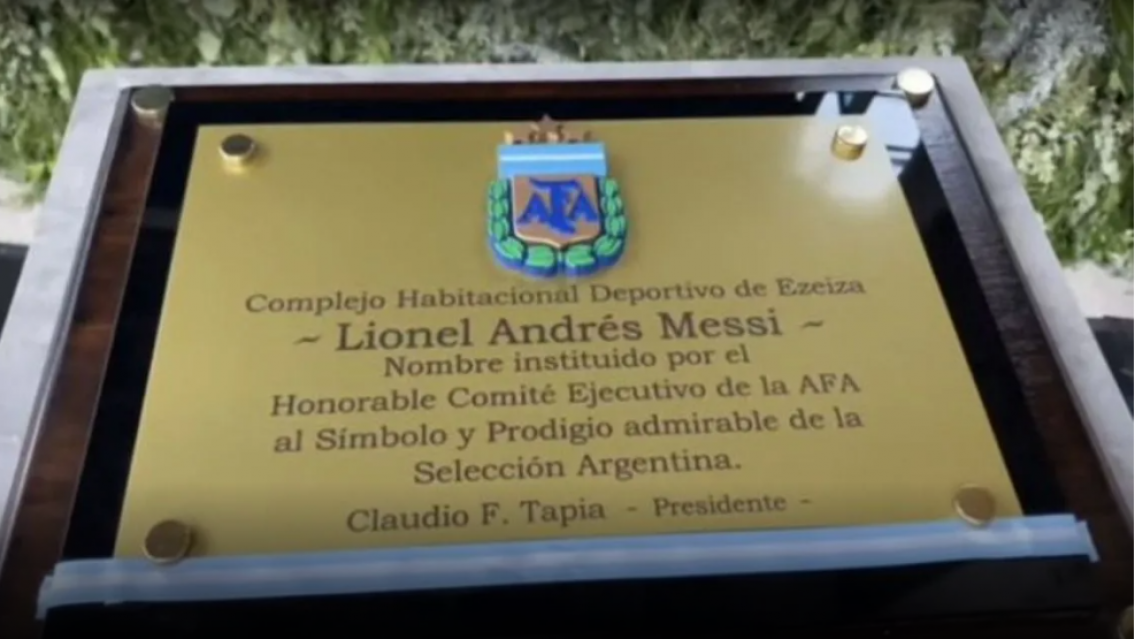 AFA
Complejo Habitacional Deportivo de Ezeiza
~ Lionel Andrés Messi ~
Nombre instituido por el
Honorable Comité Ejecutivo de la AFA
al Símbolo y Prodigio admirable de la
Selección Argentina.
Claudio F. Tapia - Presidente -